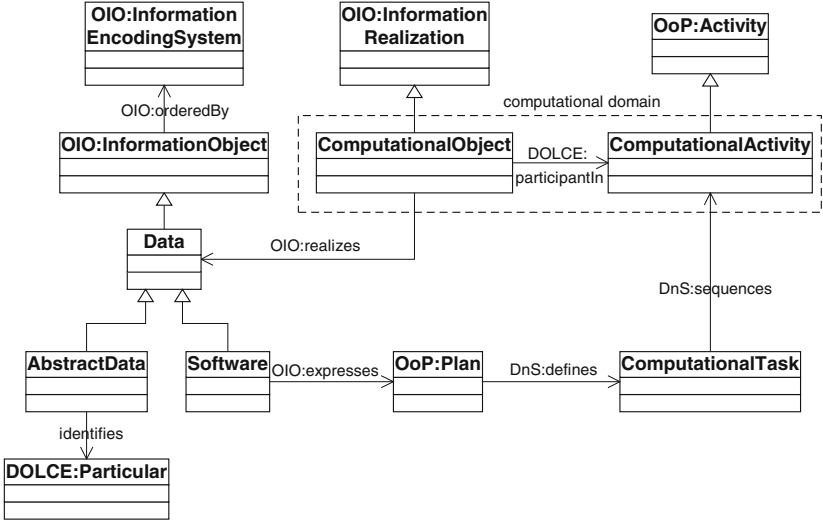 OIO:Information
EncodingSystem
OIO:Information
Realization
OoP:Activity
computational domain
OIO:orderedBy
OIO:InformationObject
ComputationalObject
DOLCE:
participantIn
ComputationalActivity
Data
OIO:realizes
DnS:sequences
AbstractData
Software
OIO:expresses
OoP:Plan
DnS:defines
ComputationalTask
identifies
DOLCE:Particular